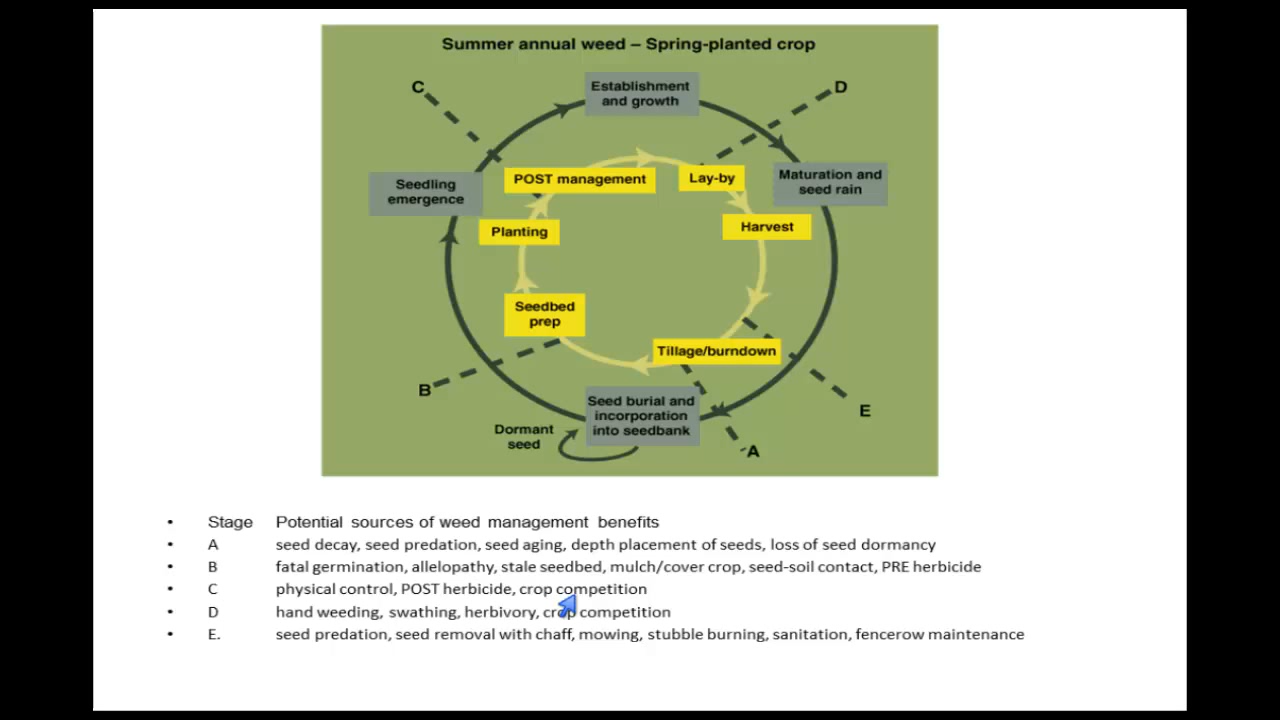 Summer annual weed – Spring-planted crop
C
Establishment
and growth
D
Seedling
emergence
POST management
Lay-by
Maturation and
seed rain
Planting
Harvest
Seedbed
prep
Tillage/burndown
B
Seed burial and
incorporation
into seedbank
E
Dormant
seed
A
• Stage Potential sources of weed management benefits
• A seed decay, seed predation, seed aging, depth placement of seeds, loss of seed dormancy
• B fatal germination, allelopathy, stale seedbed, mulch/cover crop, seed-soil contact, PRE herbicide
• C physical control, POST herbicide, crop competition
• D hand weeding, swathing, herbivory, crop competition
• E. seed predation, seed removal with chaff, mowing, stubble burning, sanitation, fencerow maintenance